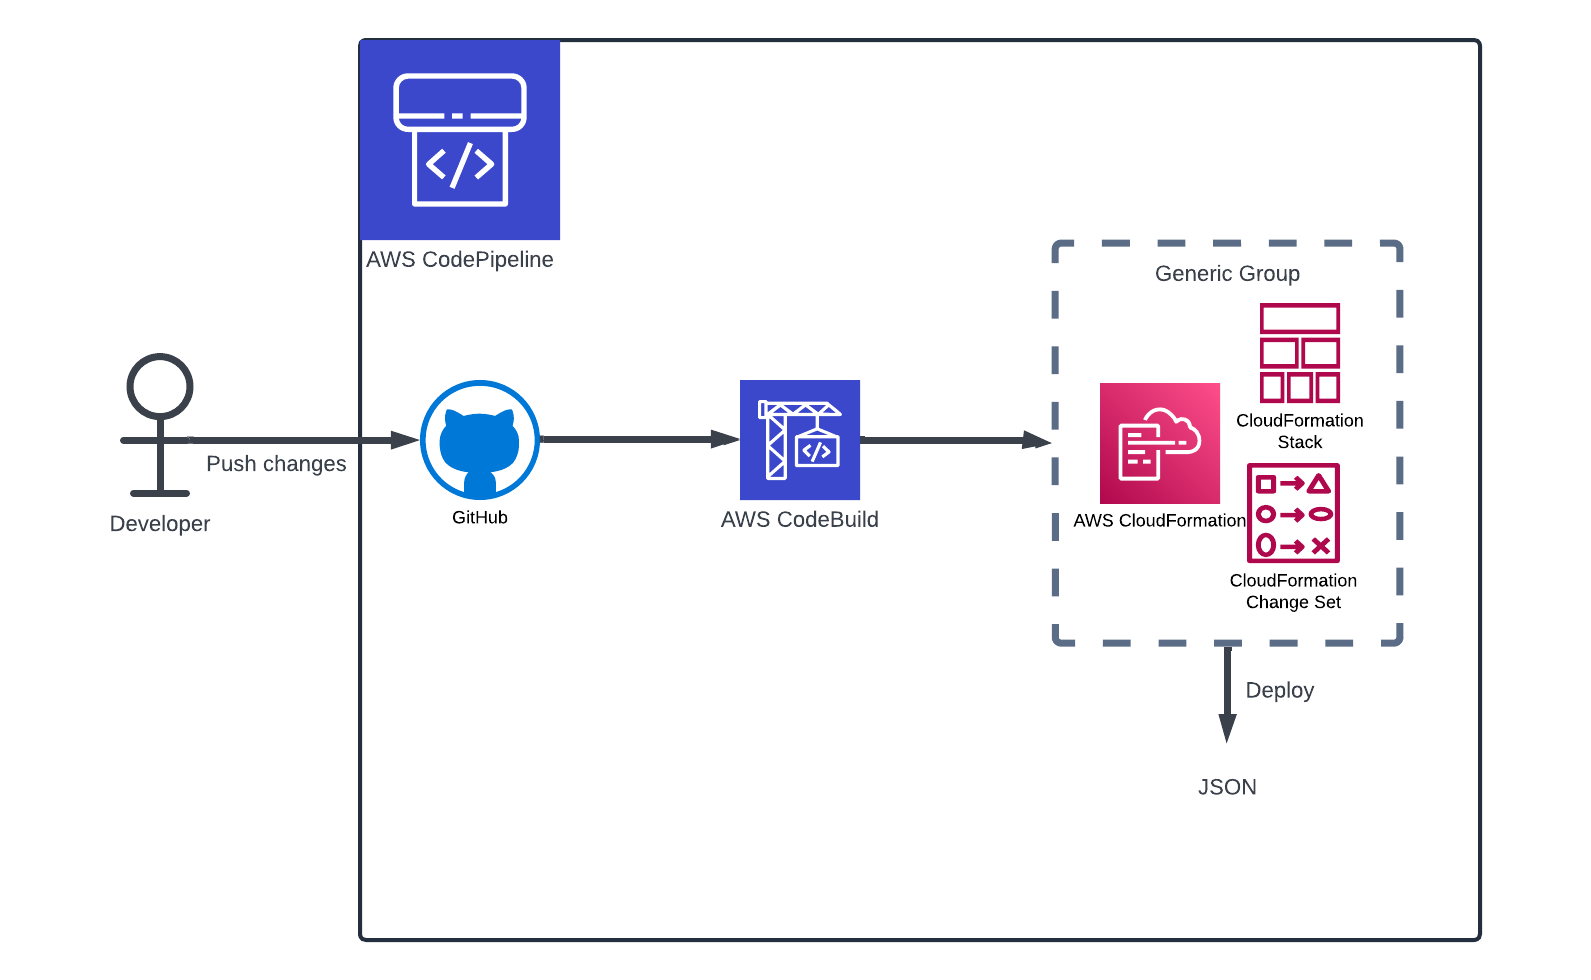 AWS CodePipeline
Generic Group
CloudFormation
Stack
Push changes
Developer
GitHub
AWS CodeBuild
AWS CloudFormation
CloudFormation
Change Set
Deploy
JSON